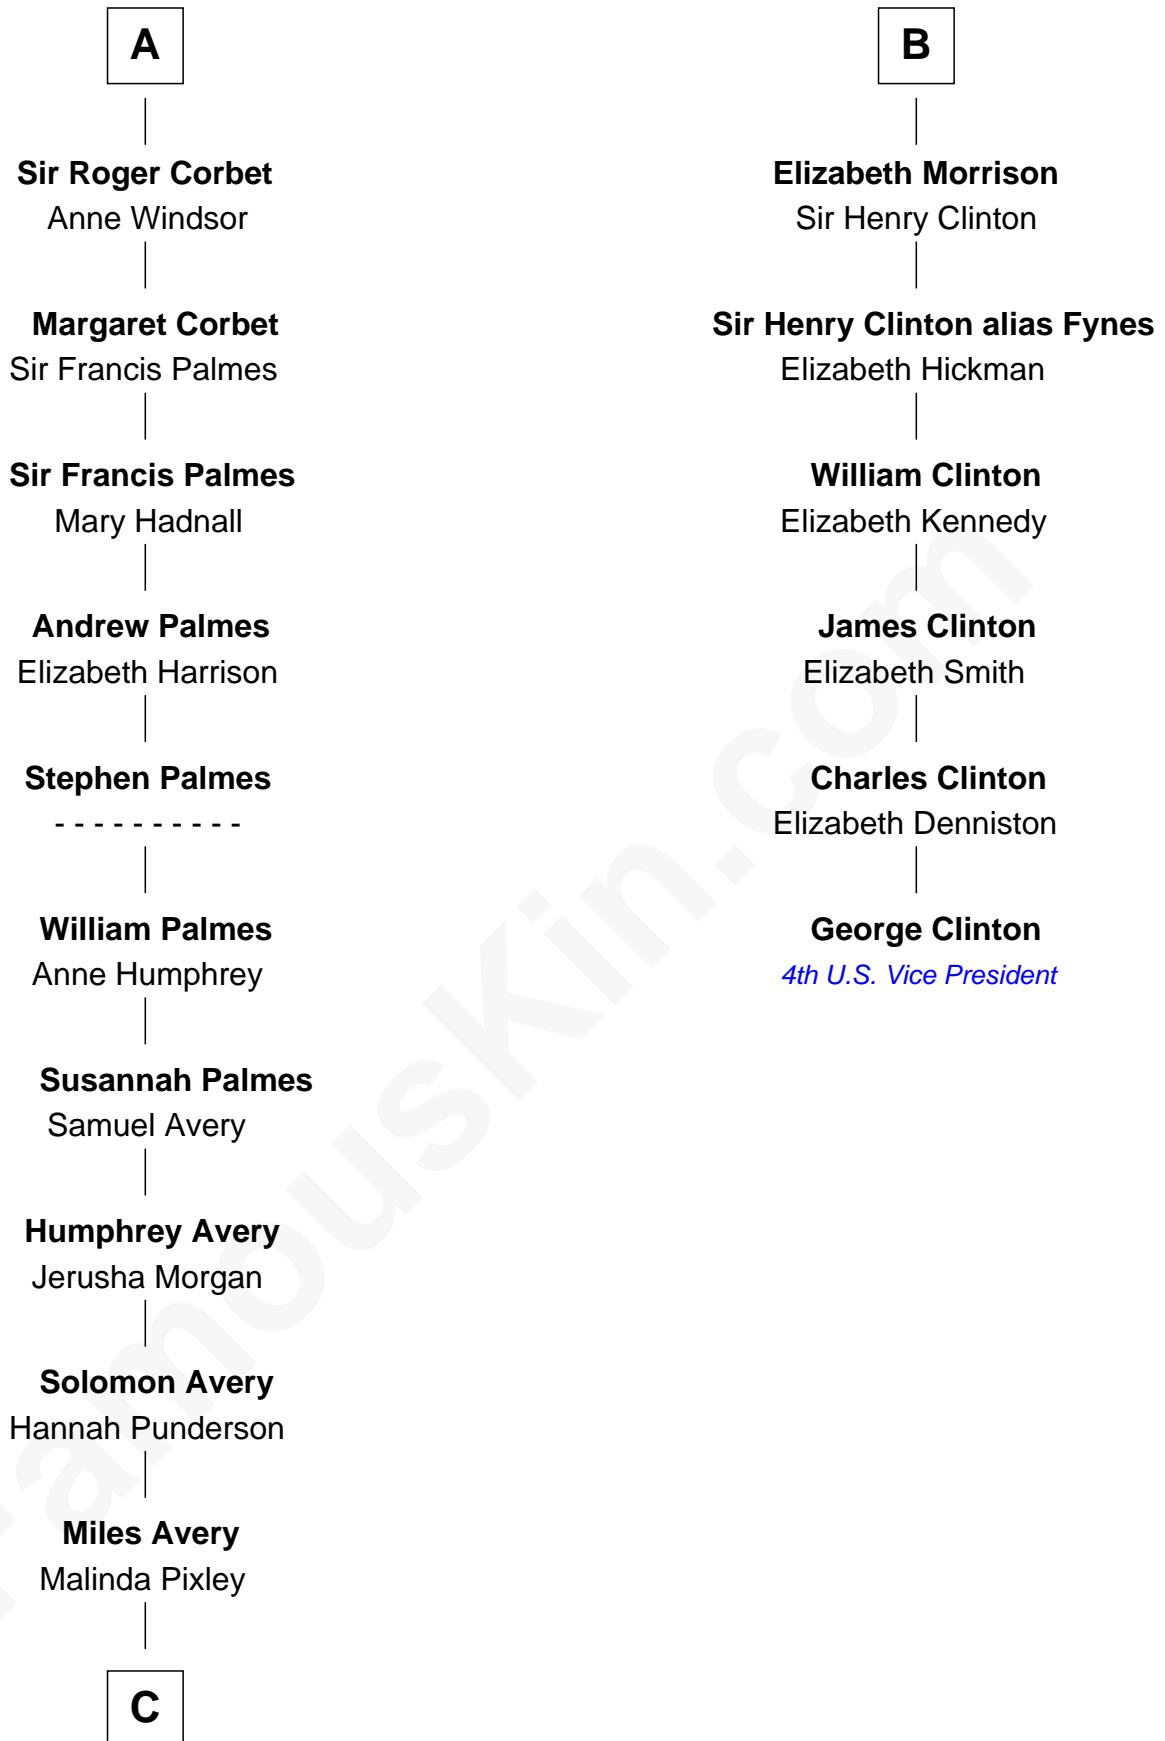 A
Sir Roger Corbet
Anne Windsor
Margaret Corbet
Sir Francis Palmes
Sir Francis Palmes
Mary Hadnall
Andrew Palmes
Elizabeth Harrison
Stephen Palmes
- - - - - - - - - -
William Palmes
Anne Humphrey
Susannah Palmes
Samuel Avery
Humphrey Avery
Jerusha Morgan
Solomon Avery
Hannah Punderson
Miles Avery
Malinda Pixley
C
B
Elizabeth Morrison
Sir Henry Clinton
Sir Henry Clinton alias Fynes
Elizabeth Hickman
William Clinton
Elizabeth Kennedy
James Clinton
Elizabeth Smith
Charles Clinton
Elizabeth Denniston
George Clinton
4th U.S. Vice President
FamousKin.com